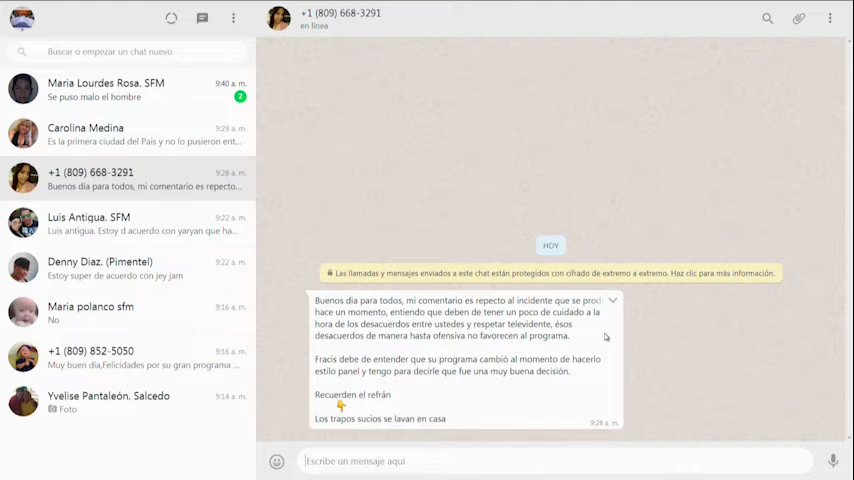 Buscar o empezar un chat nuevo
Maria Lourdes Rosa. SFM
9:40 a. m.
Se puso malo el hombre
2
Carolina Medina
9:29 a. m.
Es la primera ciudad del País y no lo pusieron ent...
+1 (809) 668-3291
9:28 a. m.
Buenos dia para todos, mi comentario es repecto...
Luis Antigua. SFM
9:22 a. m.
Luis antigua. Estoy d acuerdo con yaryan que ha...
Denny Diaz. (Pimentel)
9:22 a. m.
Estoy super de acuerdo con jey jam
Maria polanco sfm
9:16 a. m.
No
+1 (809) 852-5050
9:16 a. m.
Muy buen día,Felicidades por su gran programa ...
Yvelise Pantaleón. Salcedo
9:14 a. m.
Foto
+1 (809) 668-3291
en línea
HOY
Las llamadas y mensajes enviados a este chat están protegidos con cifrado de extremo a extremo. Haz clic para más información.
Buenos dia para todos, mi comentario es repecto al incidente que se prod
hace un momento, entiendo que deben de tener un poco de cuidado a la
hora de los desacuerdos entre ustedes y respetar televidente, ésos
desacuerdos de manera hasta ofensiva no favorecen al programa.
Fracis debe de entender que su programa cambió al momento de hacerlo
estilo panel y tengo para decirle que fue una muy buena decisión.
Recuerden el refrán
👇
Los trapos sucios se lavan en casa
9:28 a. m.
Escribe un mensaje aquí